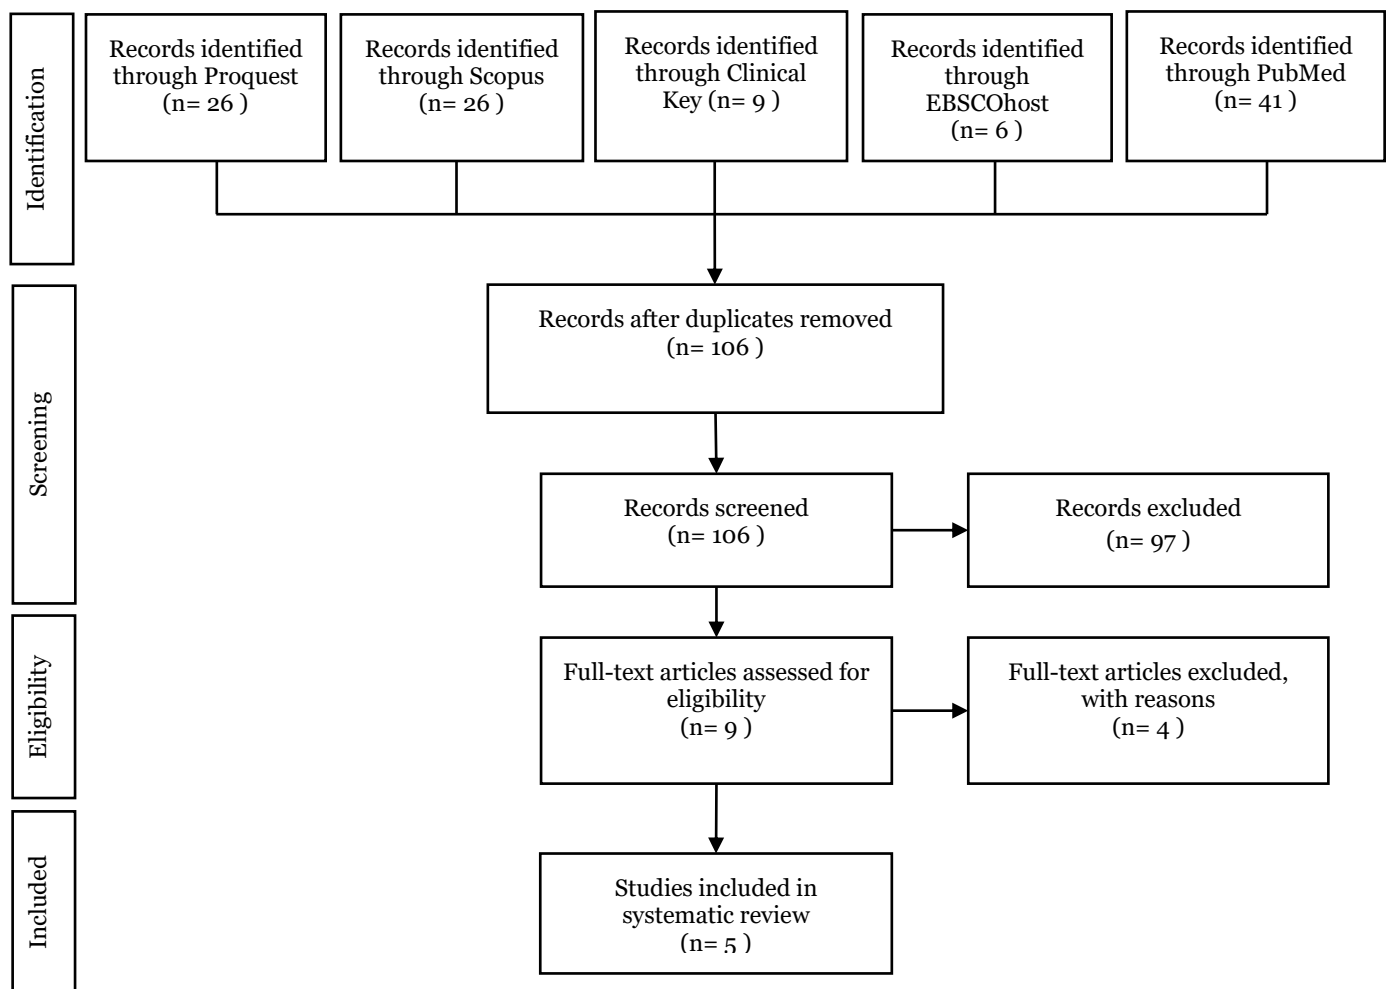 Identification
Records identified
through Proquest
(n= 26 )
Records identified
through Scopus
(n= 26 )
Records identified
through Clinical
Key (n= 9 )
Records identified
through
EBSCOhost
(n= 6 )
Records identified
through PubMed
(n= 41 )
Screening
Records after duplicates removed
(n= 106 )
Records screened
(n= 106 )
Records excluded
(n= 97 )
Eligibility
Full-text articles assessed for
eligibility
(n= 9 )
Full-text articles excluded,
with reasons
(n= 4 )
Included
Studies included in
systematic review
(n= 5 )